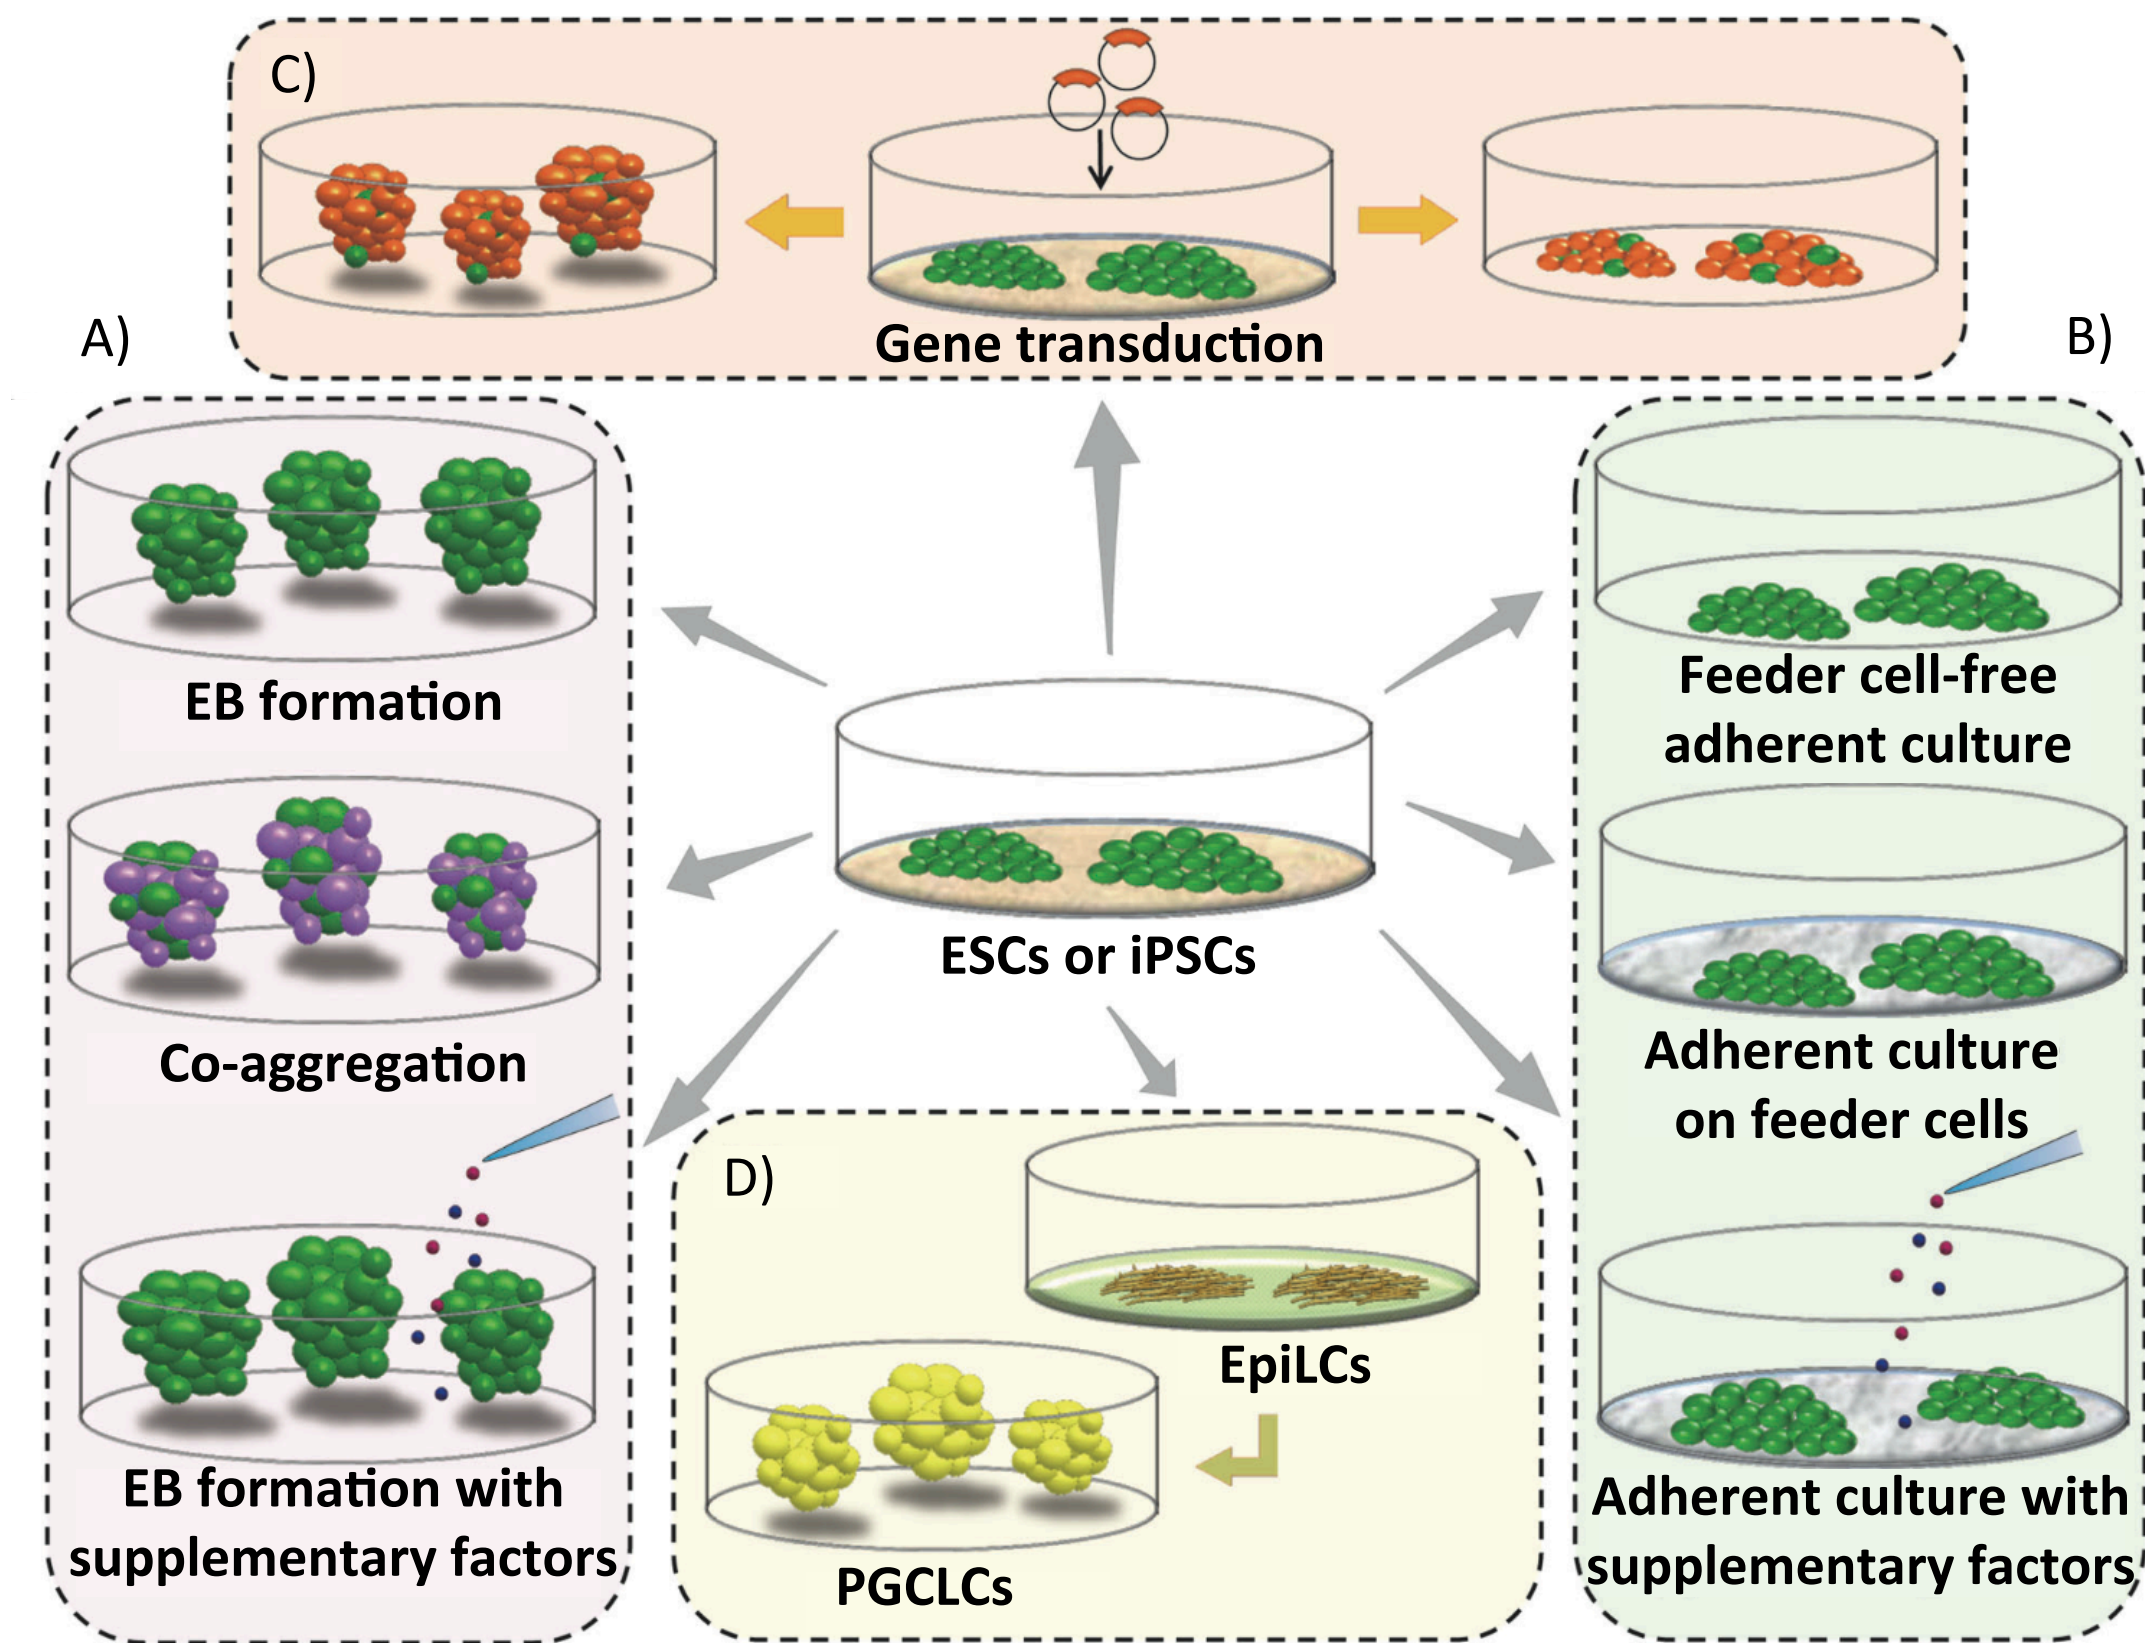 C)
Gene transduction
A)
EB formation
Co-aggregation
EB formation with
supplementary factors
ESCs or iPSCs
B)
Feeder cell-free
adherent culture
Adherent culture
on feeder cells
Adherent culture with
supplementary factors
D)
EpiLCs
PGCLCs